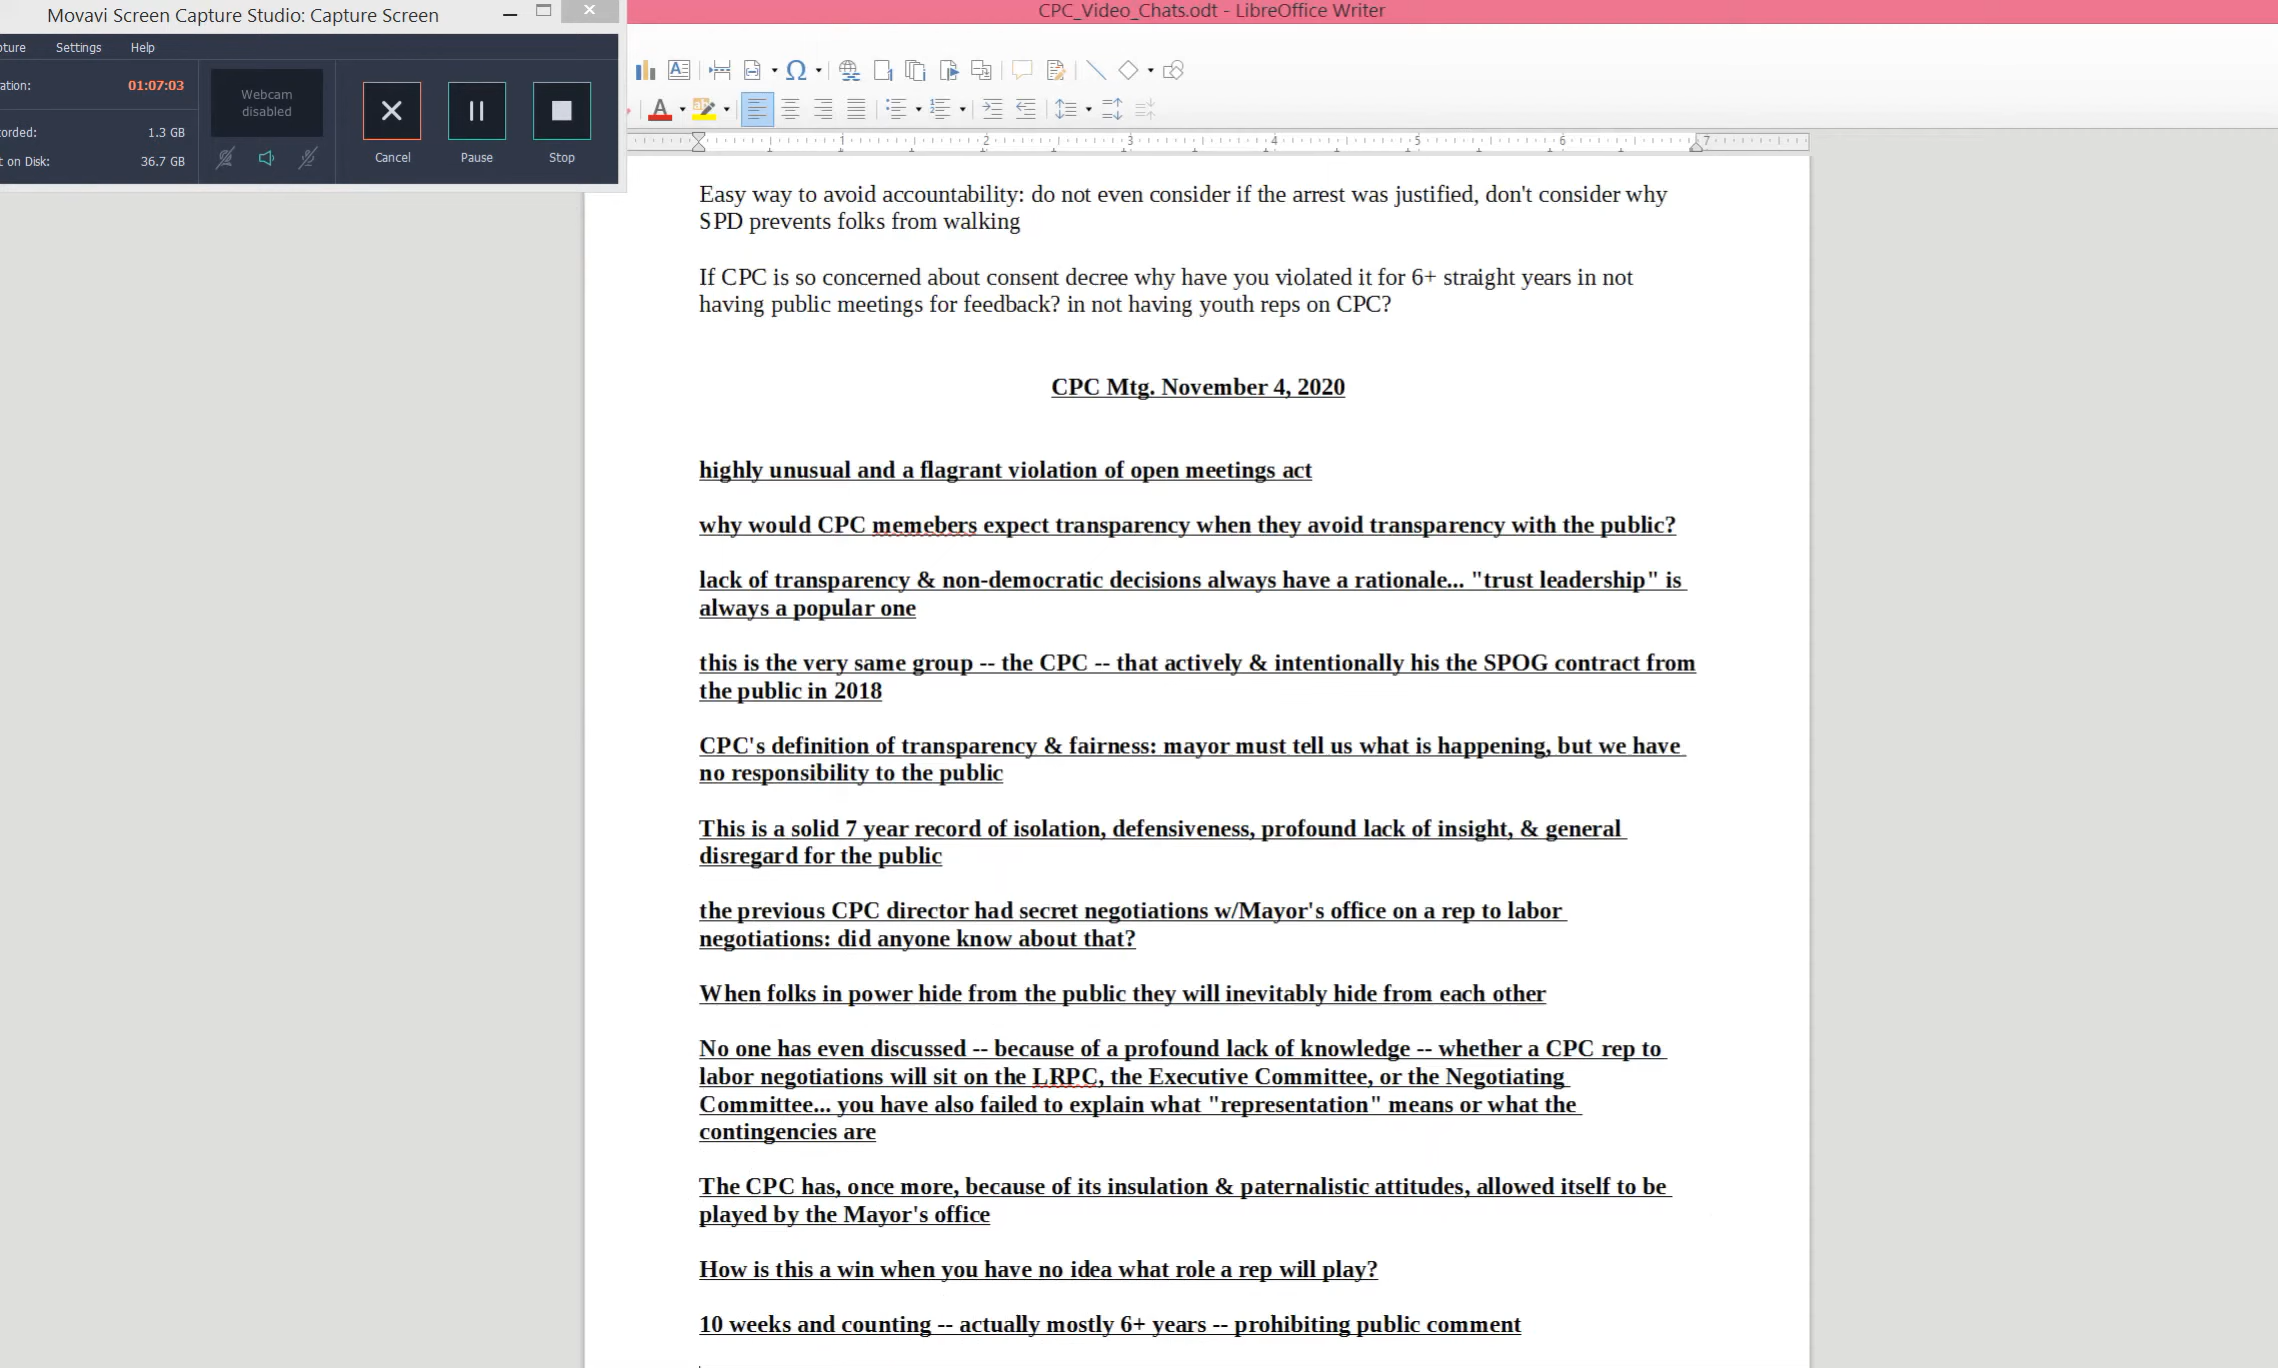 Movavi Screen Capture Studio: Capture Screen
CPC_Video_Chats.odt - LibreOffice Writer
pture Settings Help
ation: 01:07:03
Webcam
disabled
orded: 1.3 GB
t on Disk: 36.7 GB
Cancel Pause Stop
1 2 3 4 5 6 7
Easy way to avoid accountability: do not even consider if the arrest was justified, don't consider why
SPD prevents folks from walking
If CPC is so concerned about consent decree why have you violated it for 6+ straight years in not
having public meetings for feedback? in not having youth reps on CPC?
CPC Mtg. November 4, 2020
highly unusual and a flagrant violation of open meetings act
why would CPC memebers expect transparency when they avoid transparency with the public?
lack of transparency & non-democratic decisions always have a rationale... "trust leadership" is
always a popular one
this is the very same group -- the CPC -- that actively & intentionally his the SPOG contract from
the public in 2018
CPC's definition of transparency & fairness: mayor must tell us what is happening, but we have
no responsibility to the public
This is a solid 7 year record of isolation, defensiveness, profound lack of insight, & general
disregard for the public
the previous CPC director had secret negotiations w/Mayor's office on a rep to labor
negotiations: did anyone know about that?
When folks in power hide from the public they will inevitably hide from each other
No one has even discussed -- because of a profound lack of knowledge -- whether a CPC rep to
labor negotiations will sit on the LRPC, the Executive Committee, or the Negotiating
Committee... you have also failed to explain what "representation" means or what the
contingencies are
The CPC has, once more, because of its insulation & paternalistic attitudes, allowed itself to be
played by the Mayor's office
How is this a win when you have no idea what role a rep will play?
10 weeks and counting -- actually mostly 6+ years -- prohibiting public comment